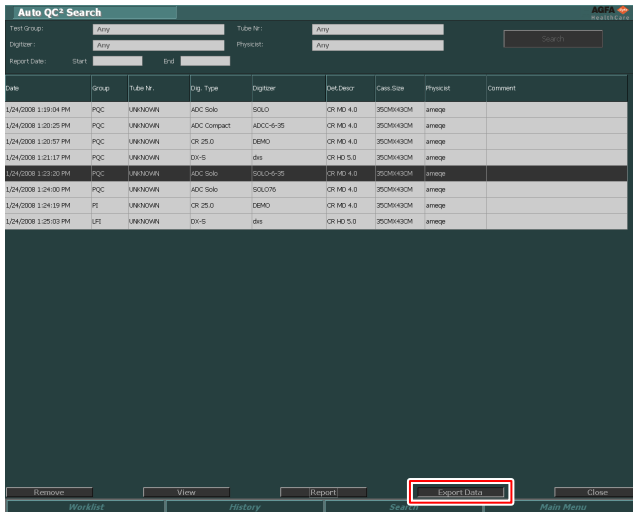 Auto QC² Search
AGFA
HealthCare
Test Group: Any Tube Nr: Any
Search
Digitizer: Any Physicist: Any
Report Date: Start End
Date Group Tube Nr. Dig. Type Digitizer Det.Descr Cass.Size Physicist Comment
1/24/2008 1:19:04 PM PQC UNKNOWN ADC Solo SOLO CR MD 4.0 35CMX43CM ameqe
1/24/2008 1:20:25 PM PQC UNKNOWN ADC Compact ADCC-6-35 CR MD 4.0 35CMX43CM ameqe
1/24/2008 1:20:57 PM PQC UNKNOWN CR 25.0 DEMO CR MD 4.0 35CMX43CM ameqe
1/24/2008 1:21:17 PM PQC UNKNOWN DX-S dxs CR HD 5.0 35CMX43CM ameqe
1/24/2008 1:23:20 PM PQC UNKNOWN ADC Solo SOLO-6-35 CR MD 4.0 35CMX43CM ameqe
1/24/2008 1:24:00 PM PQC UNKNOWN ADC Solo SOLO76 CR MD 4.0 35CMX43CM ameqe
1/24/2008 1:24:19 PM PI UNKNOWN CR 25.0 DEMO CR MD 4.0 35CMX43CM ameqe
1/24/2008 1:25:03 PM LFI UNKNOWN DX-S dxs CR HD 5.0 35CMX43CM ameqe
Remove View Report Export Data Close
Worklist History Search Main Menu